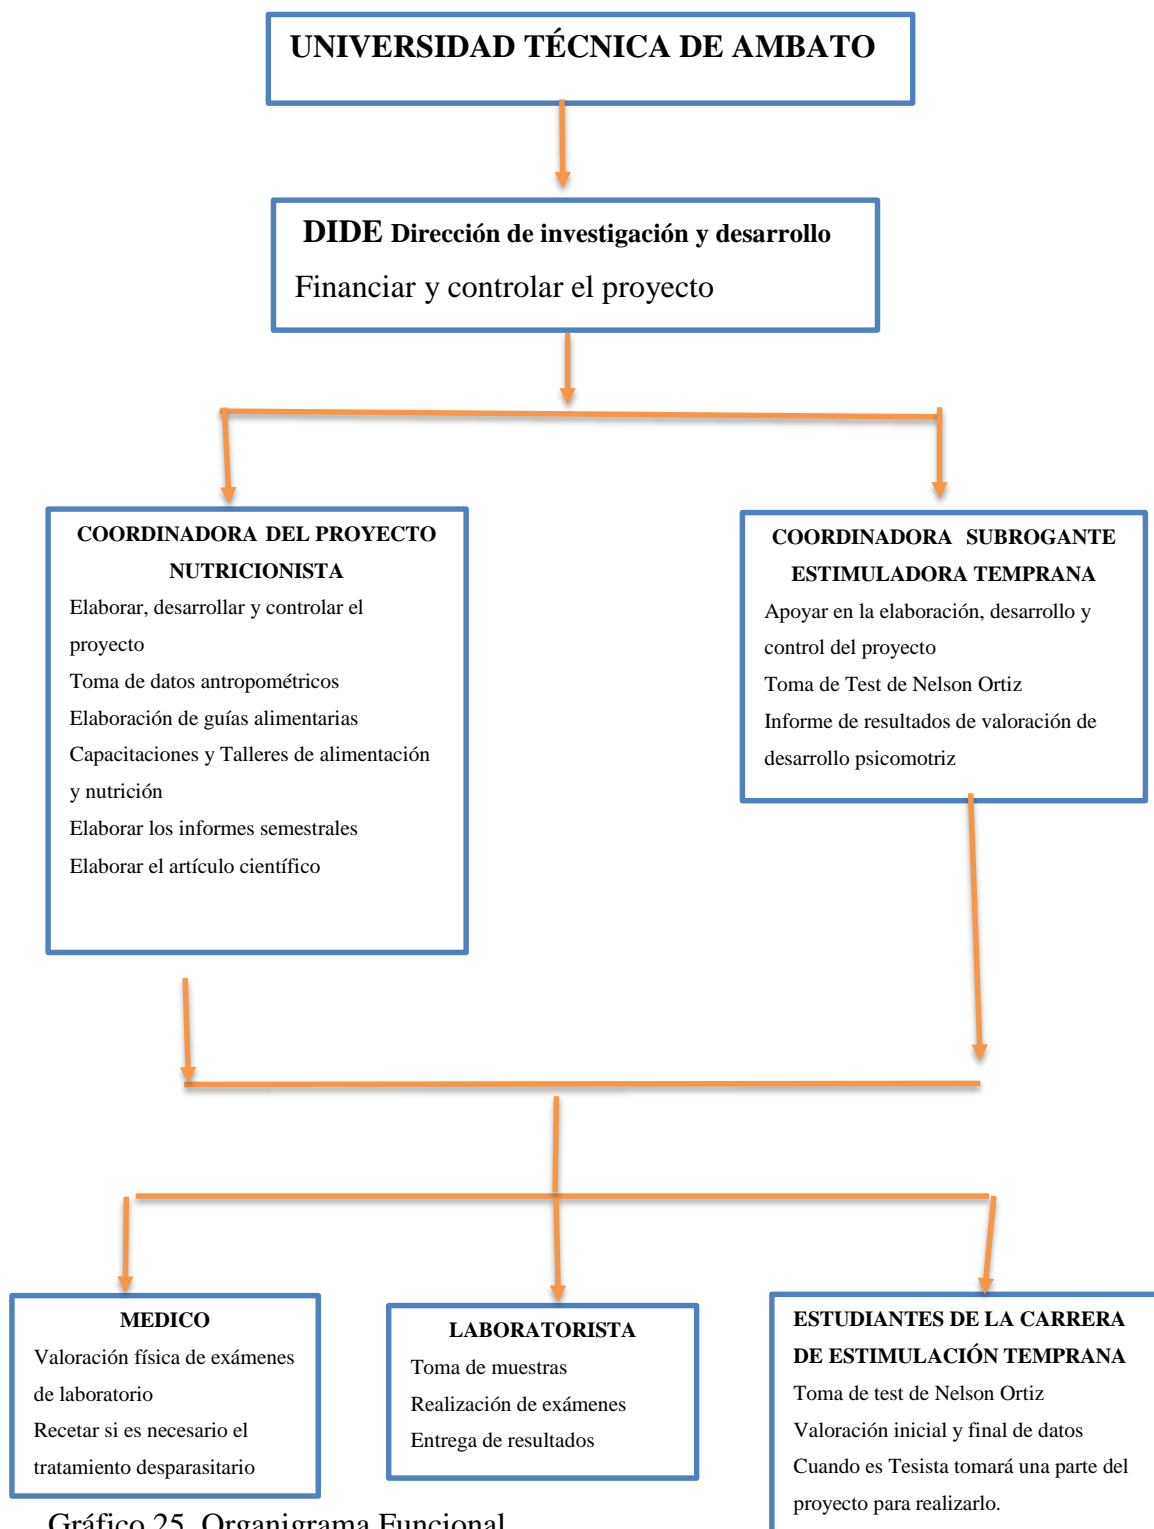 UNIVERSIDAD TÉCNICA DE AMBATO
DIDE Dirección de investigación y desarrollo
Financiar y controlar el proyecto
COORDINADORA DEL PROYECTO
NUTRICIONISTA
Elaborar, desarrollar y controlar el
proyecto
Toma de datos antropométricos
Elaboración de guías alimentarias
Capacitaciones y Talleres de alimentación
y nutrición
Elaborar los informes semestrales
Elaborar el artículo científico
COORDINADORA SUBROGANTE
ESTIMULADORA TEMPRANA
Apoyar en la elaboración, desarrollo y
control del proyecto
Toma de Test de Nelson Ortiz
Informe de resultados de valoración de
desarrollo psicomotriz
MEDICO
Valoración física de exámenes
de laboratorio
Recetar si es necesario el
tratamiento desparasitario
LABORATORISTA
Toma de muestras
Realización de exámenes
Entrega de resultados
ESTUDIANTES DE LA CARRERA
DE ESTIMULACIÓN TEMPRANA
Toma de test de Nelson Ortiz
Valoración inicial y final de datos
Cuando es Tesista tomará una parte del
proyecto para realizarlo.
Gráfico 25. Organigrama Funcional